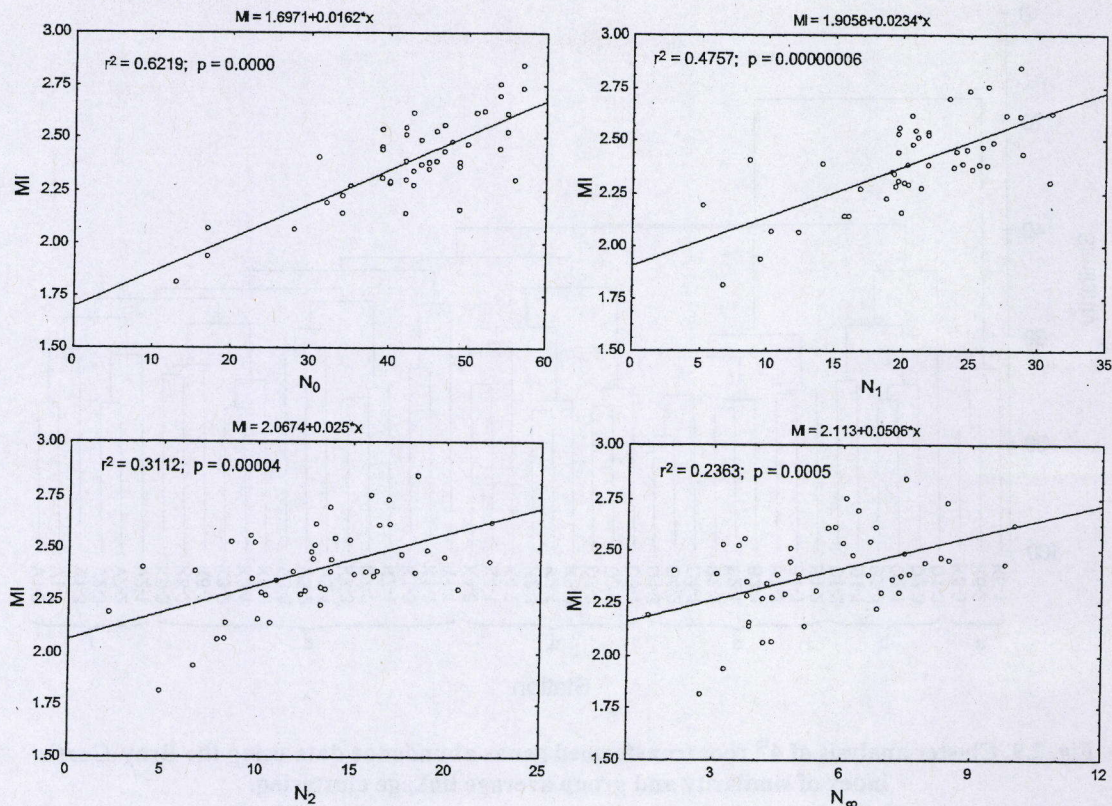 MI = 1.6971+0.0162*x
r² = 0.6219; p = 0.0000
3.00
2.75
2.50
2.25
2.00
1.75
1.50
MI
0 10 20 30 40 50 60
N₀
MI = 1.9058+0.0234*x
r² = 0.4757; p = 0.00000006
3.00
2.75
2.50
2.25
2.00
1.75
1.50
MI
0 5 10 15 20 25 30 35
N₁
MI = 2.0674+0.025*x
r² = 0.3112; p = 0.00004
3.00
2.75
2.50
2.25
2.00
1.75
1.50
MI
0 5 10 15 20 25
N₂
MI = 2.113+0.0506*x
r² = 0.2363; p = 0.0005
3.00
2.75
2.50
2.25
2.00
1.75
1.50
MI
3 6 9 12
N∞